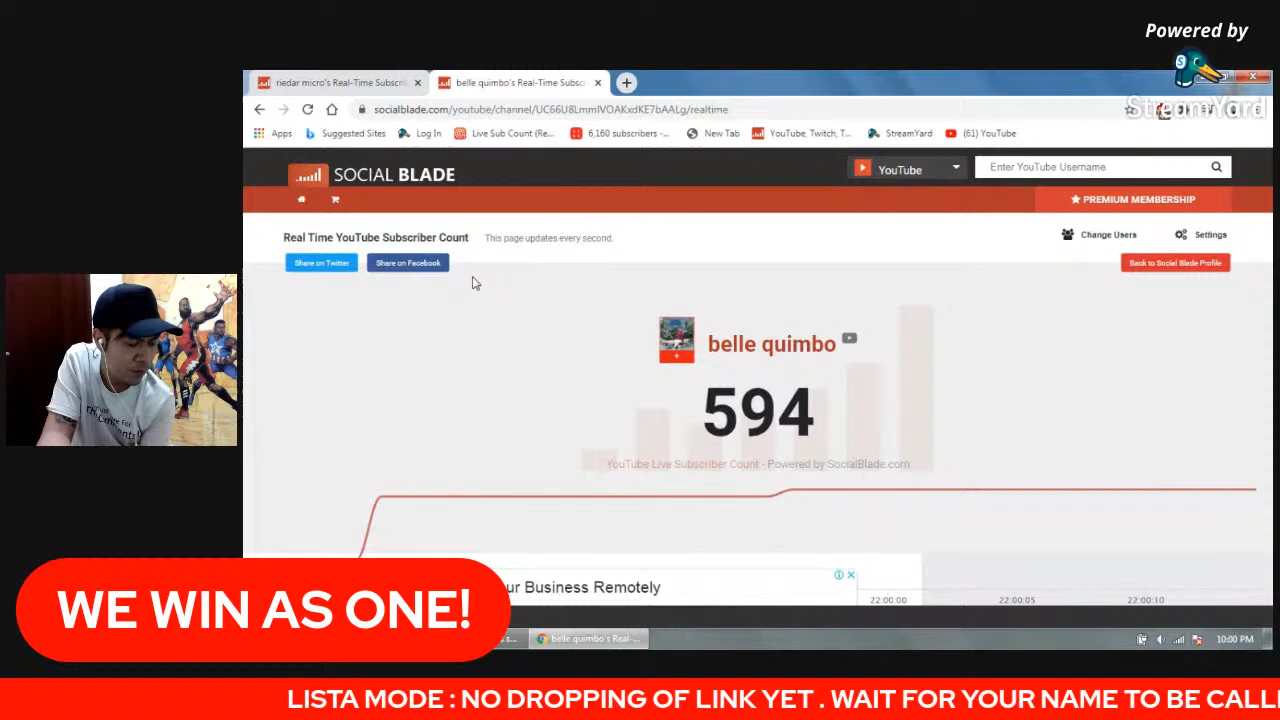 Powered by
StreamYard
riedar micro's Real-Time Subscri
belle quimbo's Real-Time Subsc
socialblade.com/youtube/channel/UC66U8LmmIVOAKxdKE7bAALg/realtime
Apps
Suggested Sites
Log In
Live Sub Count (Re...
6,160 subscribers -...
New Tab
YouTube, Twitch, T...
StreamYard
(61) YouTube
SOCIAL BLADE
YouTube
Enter YouTube Username
PREMIUM MEMBERSHIP
Real Time YouTube Subscriber Count
This page updates every second.
Change Users
Settings
Share on Twitter
Share on Facebook
Back to Social Blade Profile
belle quimbo
594
YouTube Live Subscriber Count - Powered by SocialBlade.com
ur Business Remotely
22:00:00
22:00:05
22:00:10
WE WIN AS ONE!
belle quimbo's Real-...
10:00 PM
LISTA MODE : NO DROPPING OF LINK YET . WAIT FOR YOUR NAME TO BE CALL